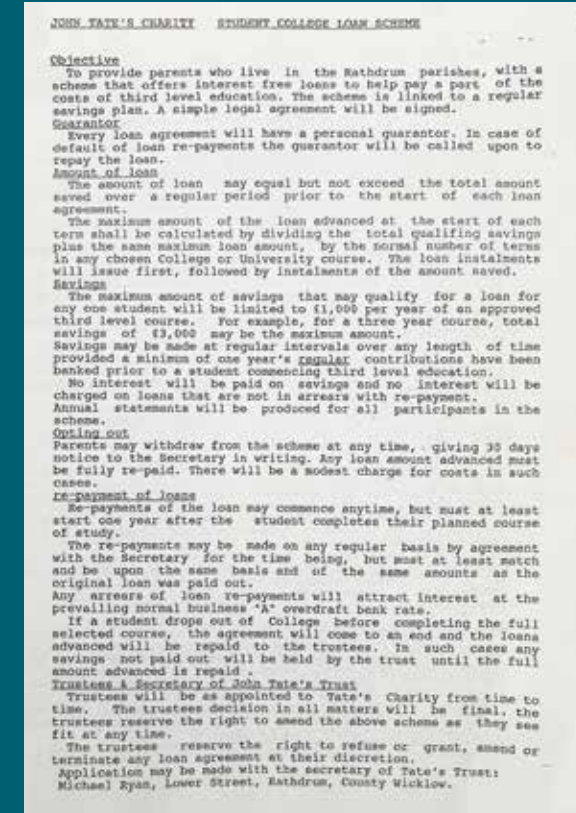 JOHN TATE'S CHARITY STUDENT COLLEGE LOAN SCHEME
Objective
To provide parents who live in the Rathdrum parishes, with a
scheme that offers interest free loans to help pay a part of the
costs of third level education. The scheme is linked to a regular
savings plan. A simple legal agreement will be signed.
Guarantor
Every loan agreement will have a personal guarantor. In case of
default of loan re-payments the guarantor will be called upon to
repay the loan.
Amount of loan
The amount of loan may equal but not exceed the total amount
saved over a regular period prior to the start of each loan
agreement.
The maximum amount of the loan advanced at the start of each
term shall be calculated by dividing the total qualifing savings
plus the same maximum loan amount, by the normal number of terms
in any chosen College or University course. The loan instalments
will issue first, followed by instalments of the amount saved.
Savings
The maximum amount of savings that may qualify for a loan for
any one student will be limited to £1,000 per year of an approved
third level course. For example, for a three year course, total
savings of £3,000 may be the maximum amount.
Savings may be made at regular intervals over any length of time
provided a minimum of one year's regular contributions have been
banked prior to a student commencing third level education.
No interest will be paid on savings and no interest will be
charged on loans that are not in arrears with re-payment.
Annual statements will be produced for all participants in the
scheme.
Opting out
Parents may withdraw from the scheme at any time, giving 30 days
notice to the Secretary in writing. Any loan amount advanced must
be fully re-paid. There will be a modest charge for costs in such
cases.
re-payment of loans
Re-payments of the loan may commence anytime, but must at least
start one year after the student completes their planned course
of study.
The re-payments may be made on any regular basis by agreement
with the Secretary for the time being, but must at least match
and be upon the same basis and of the same amounts as the
original loan was paid out.
Any arrears of loan re-payments will attract interest at the
prevailing normal business "A" overdraft bank rate.
If a student drops out of College before completing the full
selected course, the agreement will come to an end and the loans
advanced will be repaid to the trustees. In such cases any
savings not paid out will be held by the trust until the full
amount advanced is repaid .
Trustees & Secretary of John Tate's Trust
Trustees will be as appointed to Tate's Charity from time to
time. The trustees decision in all matters will be final, the
trustees reserve the right to amend the above scheme as they see
fit at any time.
The trustees reserve the right to refuse or grant, amend or
terminate any loan agreement at their discretion.
Application may be made with the secretary of Tate's Trust:
Michael Ryan, Lower Street, Rathdrum, County Wicklow.